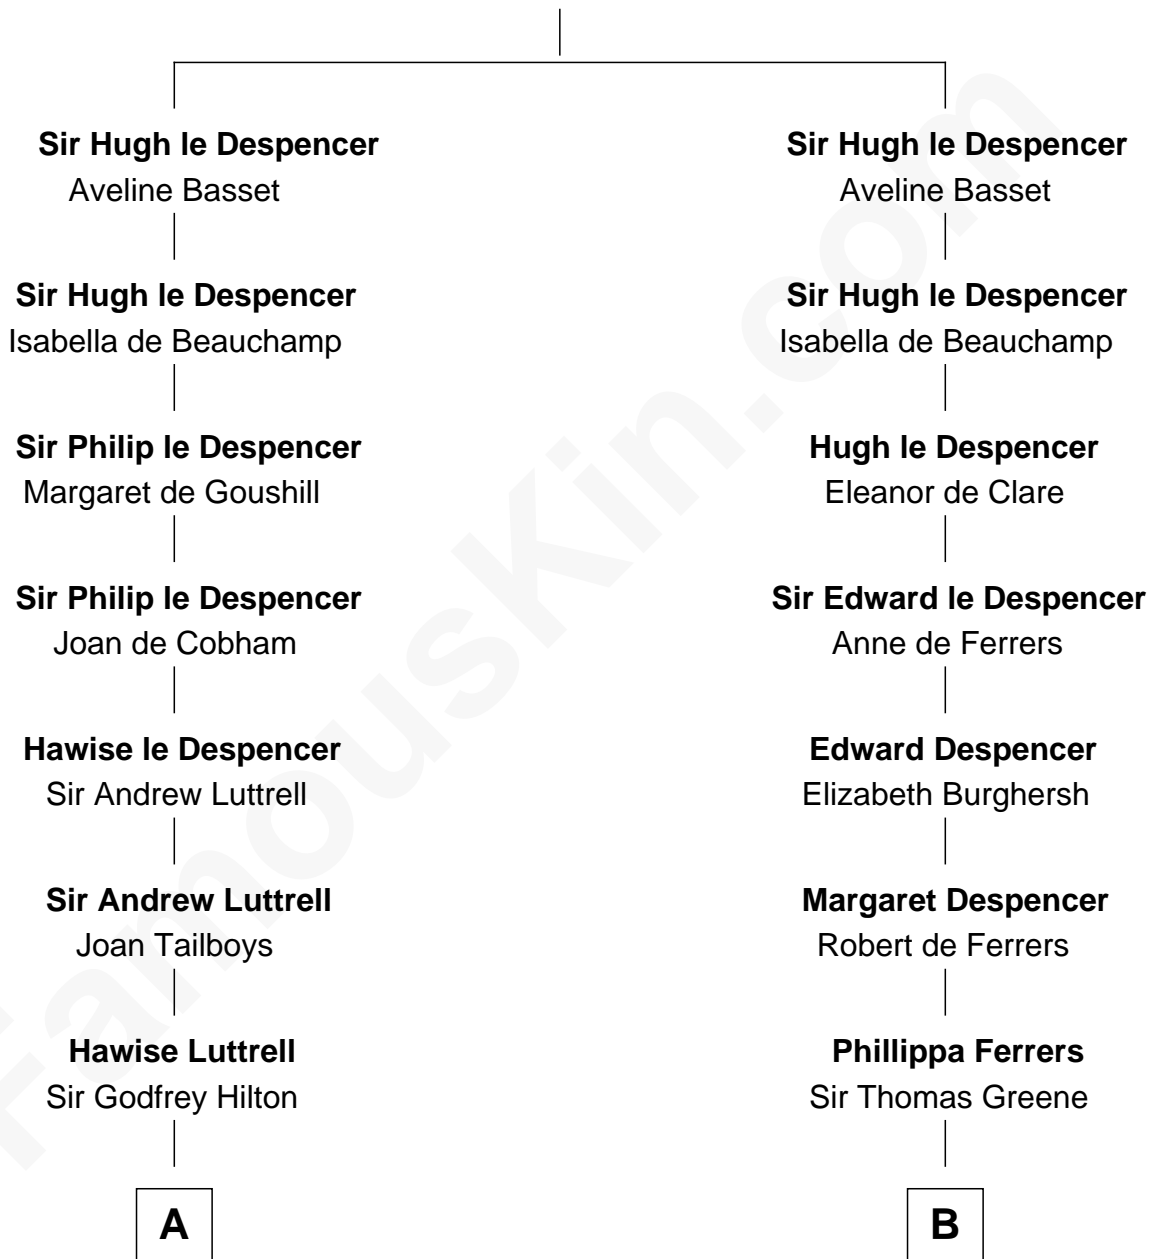 Sir Hugh le Despencer
Aveline Basset
Sir Hugh le Despencer
Isabella de Beauchamp
Sir Philip le Despencer
Margaret de Goushill
Sir Philip le Despencer
Joan de Cobham
Hawise le Despencer
Sir Andrew Luttrell
Sir Andrew Luttrell
Joan Tailboys
Hawise Luttrell
Sir Godfrey Hilton
A
Sir Hugh le Despencer
Aveline Basset
Sir Hugh le Despencer
Isabella de Beauchamp
Hugh le Despencer
Eleanor de Clare
Sir Edward le Despencer
Anne de Ferrers
Edward Despencer
Elizabeth Burghersh
Margaret Despencer
Robert de Ferrers
Phillippa Ferrers
Sir Thomas Greene
B
FamousKin.com